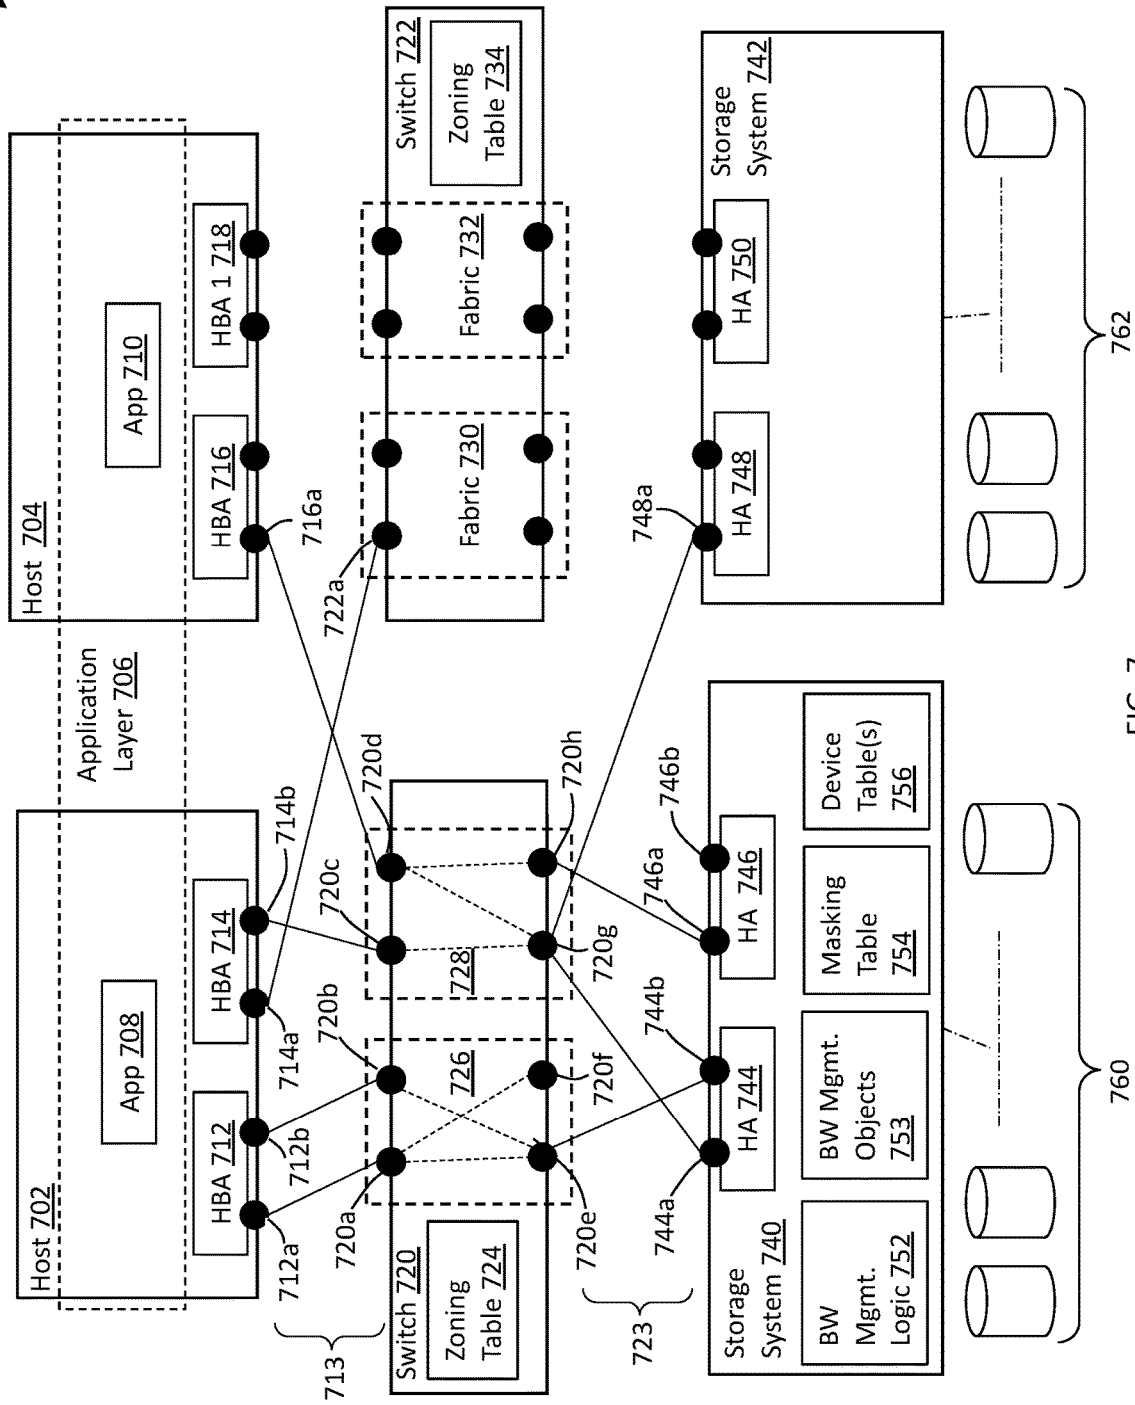 Host 702
App 708
HBA 712
HBA 714
712a
712b
714a
714b
Application
Layer 706
Host 704
App 710
HBA 716
HBA 1 718
716a
713
Switch 720
Zoning
Table 724
720a
720b
720c
720d
726
728
720e
720f
720g
720h
Switch 722
Zoning
Table 734
722a
Fabric 730
Fabric 732
723
Storage
System 740
744a
744b
HA 744
746a
746b
HA 746
BW
Mgmt.
Logic 752
BW Mgmt.
Objects
753
Masking
Table
754
Device
Table(s)
756
760
Storage
System 742
748a
HA 748
HA 750
762
FIG. 7